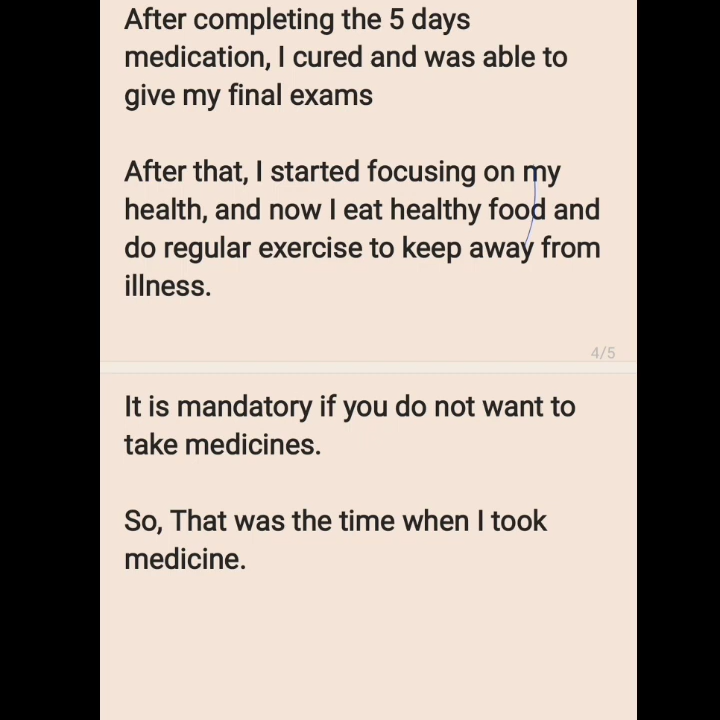 After completing the 5 days
medication, I cured and was able to
give my final exams
After that, I started focusing on my
health, and now I eat healthy food and
do regular exercise to keep away from
illness.
4/5
It is mandatory if you do not want to
take medicines.
So, That was the time when I took
medicine.